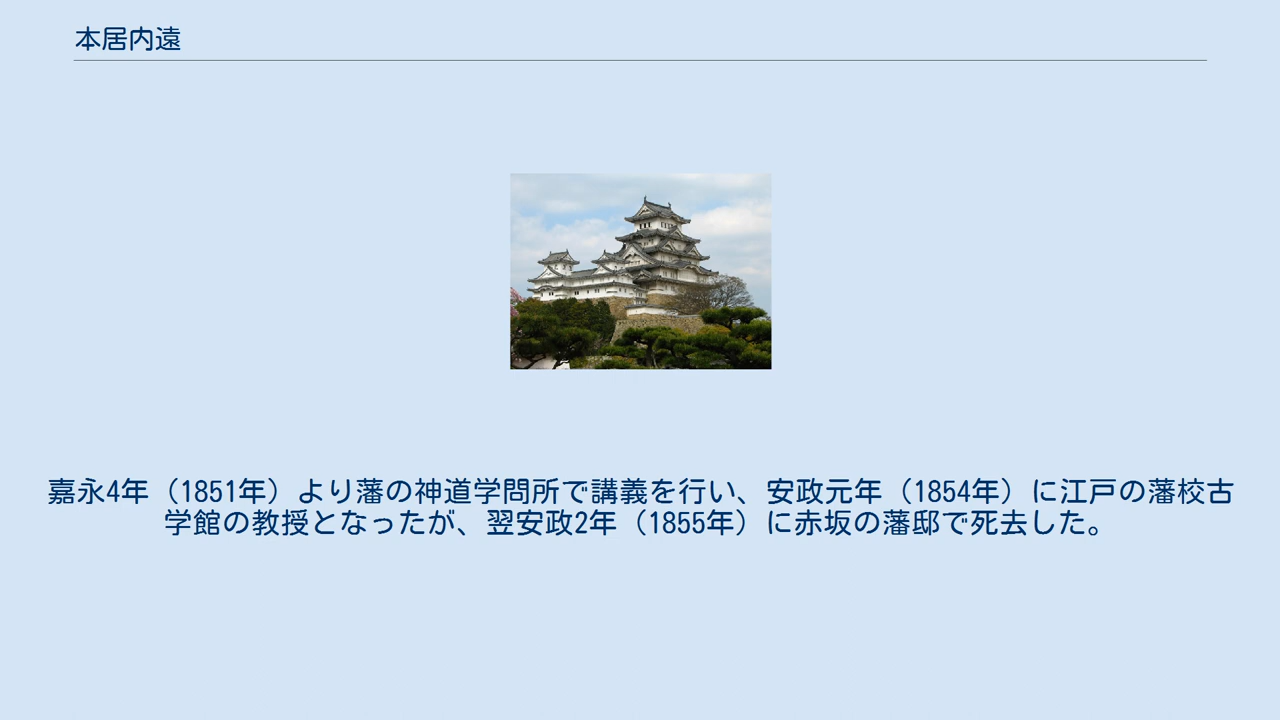 本居内遠
嘉永4年（1851年）より藩の神道学問所で講義を行い、安政元年（1854年）に江戸の藩校古
学館の教授となったが、翌安政2年（1855年）に赤坂の藩邸で死去した。